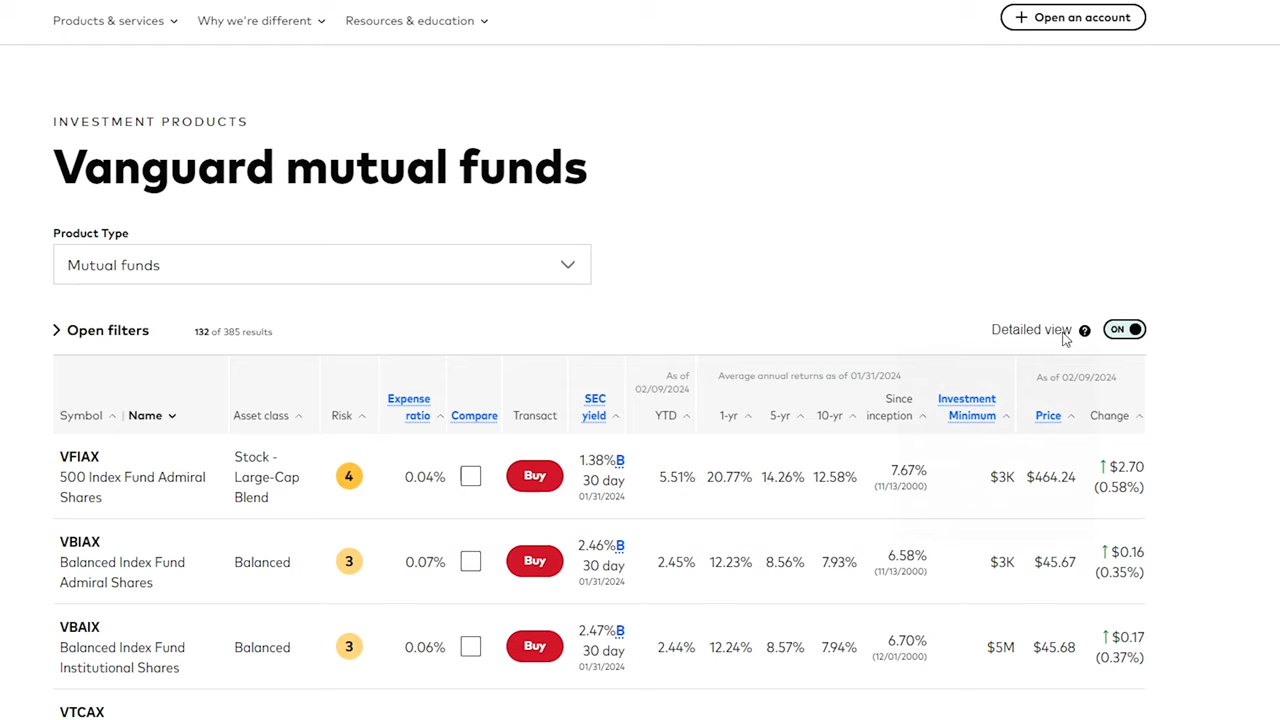 Products & services
Why we're different
Resources & education
+ Open an account
INVESTMENT PRODUCTS
Vanguard mutual funds
Product Type
Mutual funds
Open filters
132 of 385 results
Detailed view ?
ON
As of
02/09/2024
Average annual returns as of 01/31/2024
As of 02/09/2024
Symbol | Name
Asset class
Risk
Expense
ratio
Compare
Transact
SEC
yield
YTD
1-yr
5-yr
10-yr
Since
inception
Investment
Minimum
Price
Change
VFIAX
500 Index Fund Admiral
Shares
Stock -
Large-Cap
Blend
4
0.04%
Buy
1.38%B
30 day
01/31/2024
5.51%
20.77%
14.26%
12.58%
7.67%
(11/13/2000)
$3K
$464.24
↑$2.70
(0.58%)
VBIAX
Balanced Index Fund
Admiral Shares
Balanced
3
0.07%
Buy
2.46%B
30 day
01/31/2024
2.45%
12.23%
8.56%
7.93%
6.58%
(11/13/2000)
$3K
$45.67
↑$0.16
(0.35%)
VBAIX
Balanced Index Fund
Institutional Shares
Balanced
3
0.06%
Buy
2.47%B
30 day
01/31/2024
2.44%
12.24%
8.57%
7.94%
6.70%
(12/01/2000)
$5M
$45.68
↑$0.17
(0.37%)
VTCAX